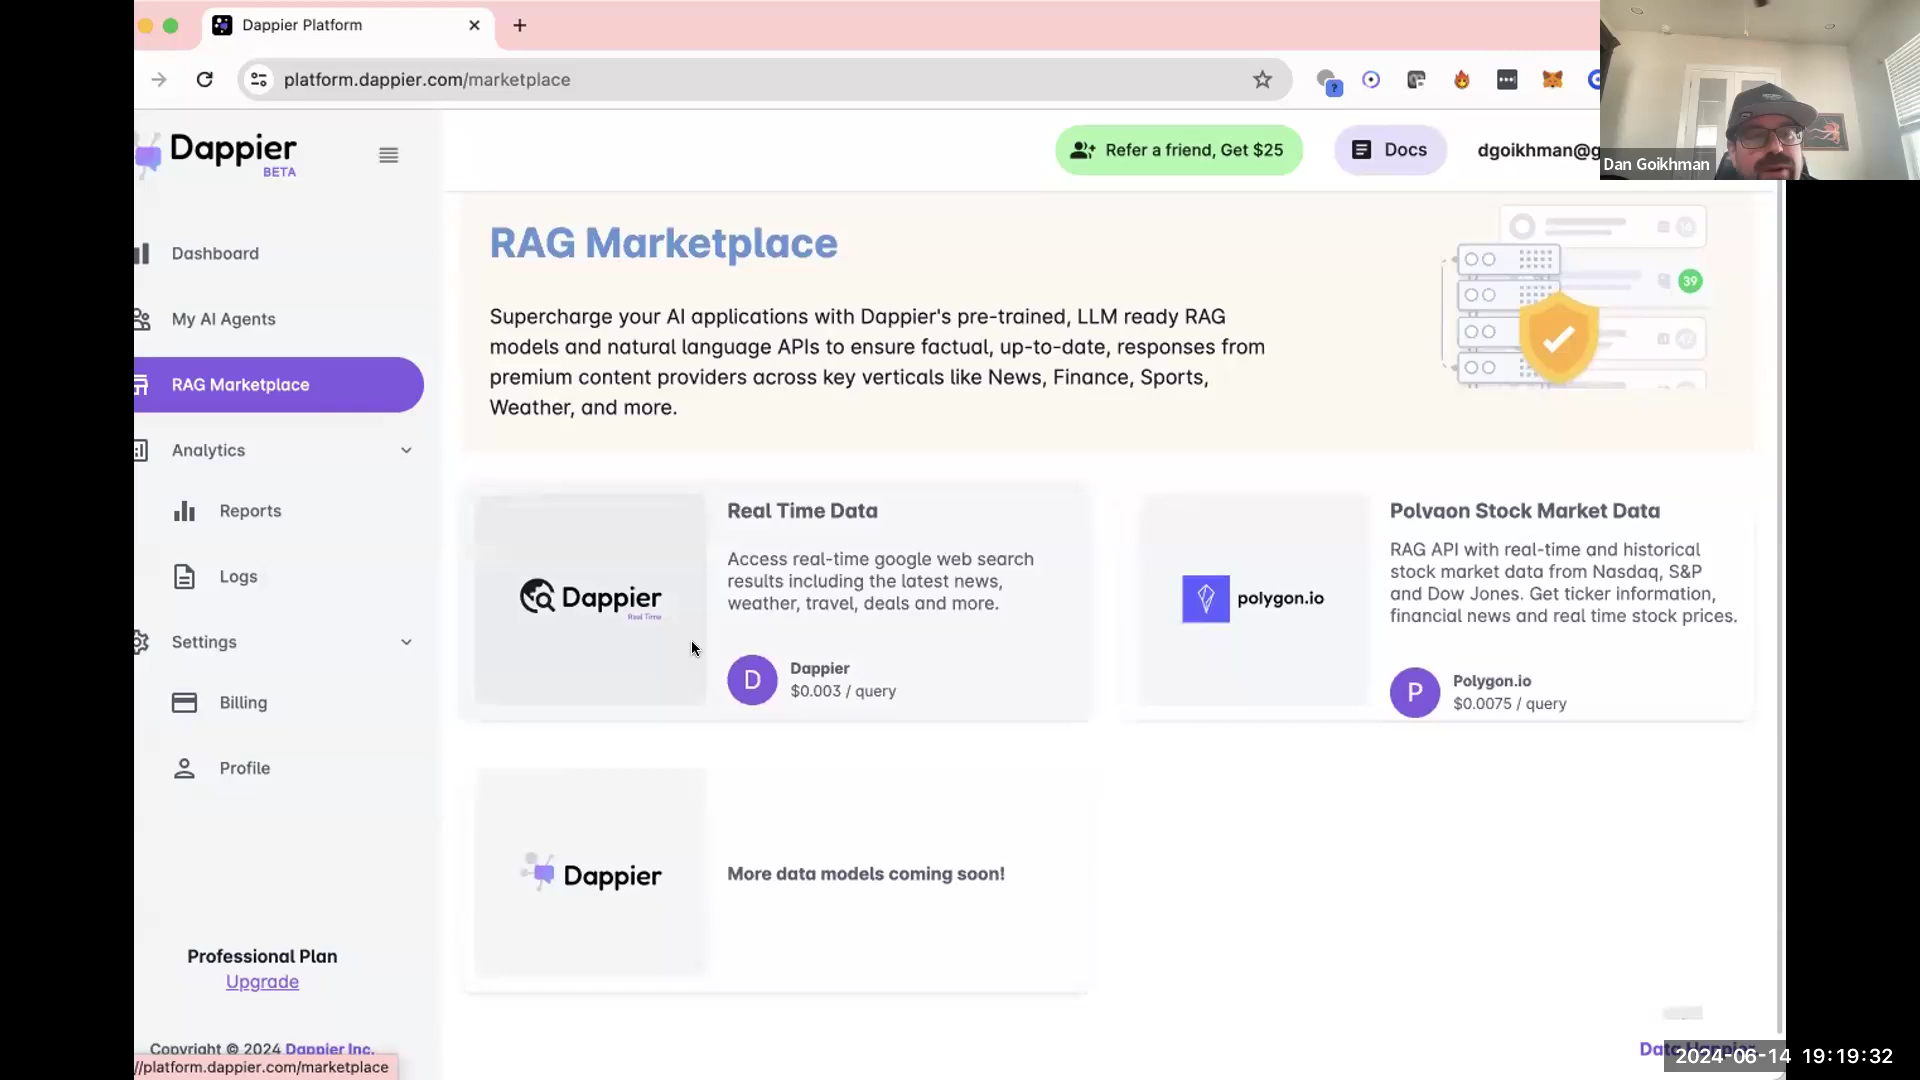 Dappier Platform
platform.dappier.com/marketplace
?
Dan Goikhman
Dappier
BETA
Refer a friend, Get $25
Docs
dgoikhman@g
Dashboard
My AI Agents
RAG Marketplace
Analytics
Reports
Logs
Settings
Billing
Profile
Professional Plan
Upgrade
Copyright © 2024 Dappier Inc.
//platform.dappier.com/marketplace
RAG Marketplace
Supercharge your AI applications with Dappier's pre-trained, LLM ready RAG
models and natural language APIs to ensure factual, up-to-date, responses from
premium content providers across key verticals like News, Finance, Sports,
Weather, and more.
39
Dappier
Real Time
Real Time Data
Access real-time google web search
results including the latest news,
weather, travel, deals and more.
D
Dappier
$0.003 / query
polygon.io
Polygon Stock Market Data
RAG API with real-time and historical
stock market data from Nasdaq, S&P
and Dow Jones. Get ticker information,
financial news and real time stock prices.
P
Polygon.io
$0.0075 / query
Dappier
More data models coming soon!
2024-06-14 19:19:32